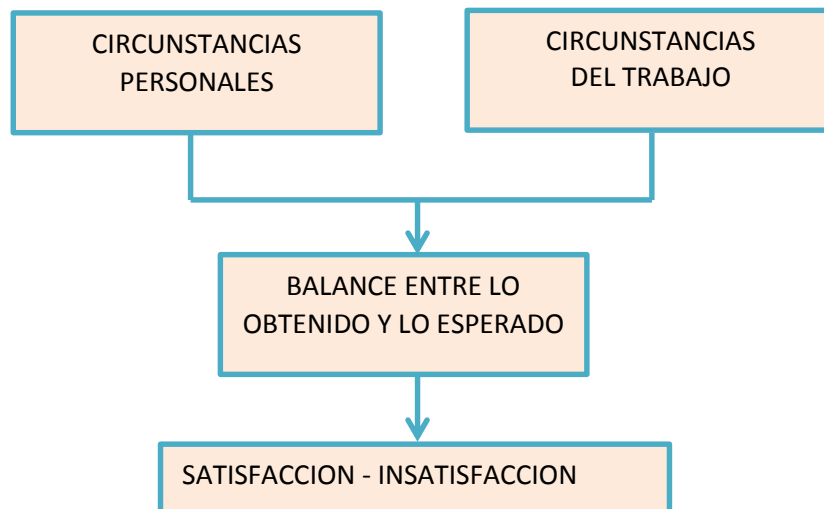 CIRCUNSTANCIAS
PERSONALES
CIRCUNSTANCIAS
DEL TRABAJO
BALANCE ENTRE LO
OBTENIDO Y LO ESPERADO
SATISFACCION - INSATISFACCION